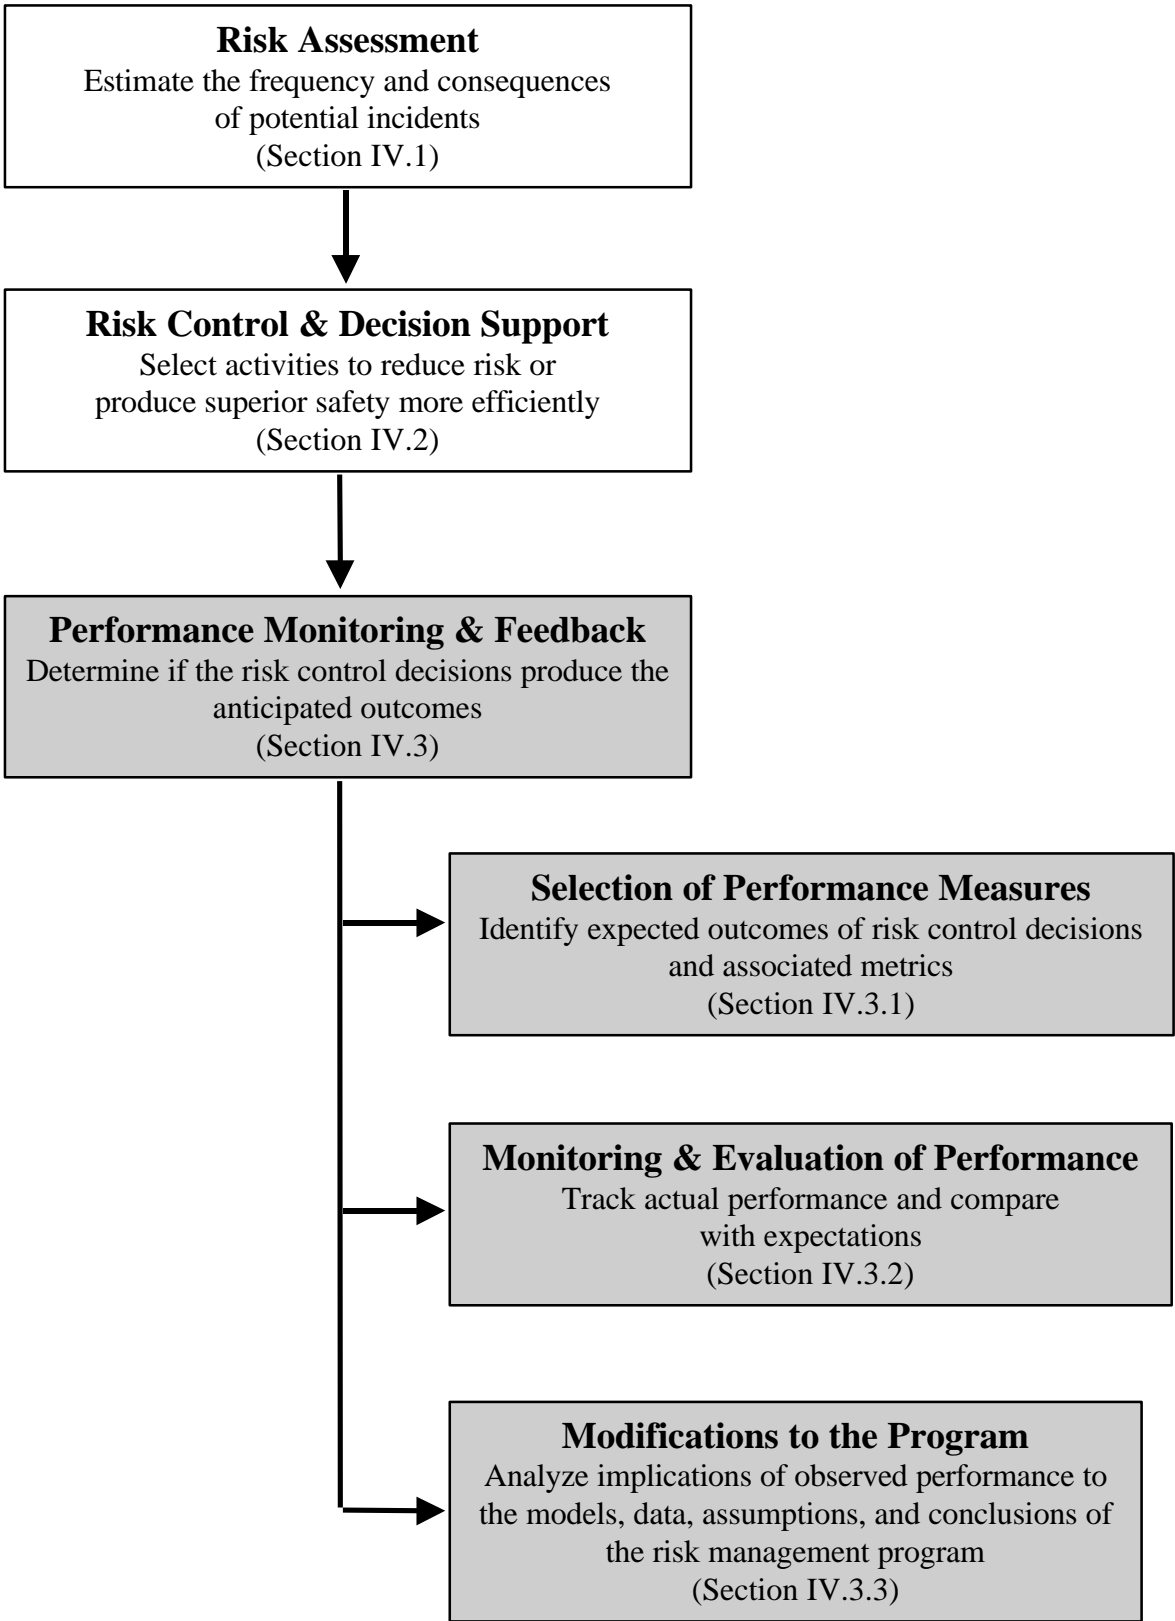 Risk Assessment
Estimate the frequency and consequences
of potential incidents
(Section IV.1)
Risk Control & Decision Support
Select activities to reduce risk or
produce superior safety more efficiently
(Section IV.2)
Performance Monitoring & Feedback
Determine if the risk control decisions produce the
anticipated outcomes
(Section IV.3)
Selection of Performance Measures
Identify expected outcomes of risk control decisions
and associated metrics
(Section IV.3.1)
Monitoring & Evaluation of Performance
Track actual performance and compare
with expectations
(Section IV.3.2)
Modifications to the Program
Analyze implications of observed performance to
the models, data, assumptions, and conclusions of
the risk management program
(Section IV.3.3)